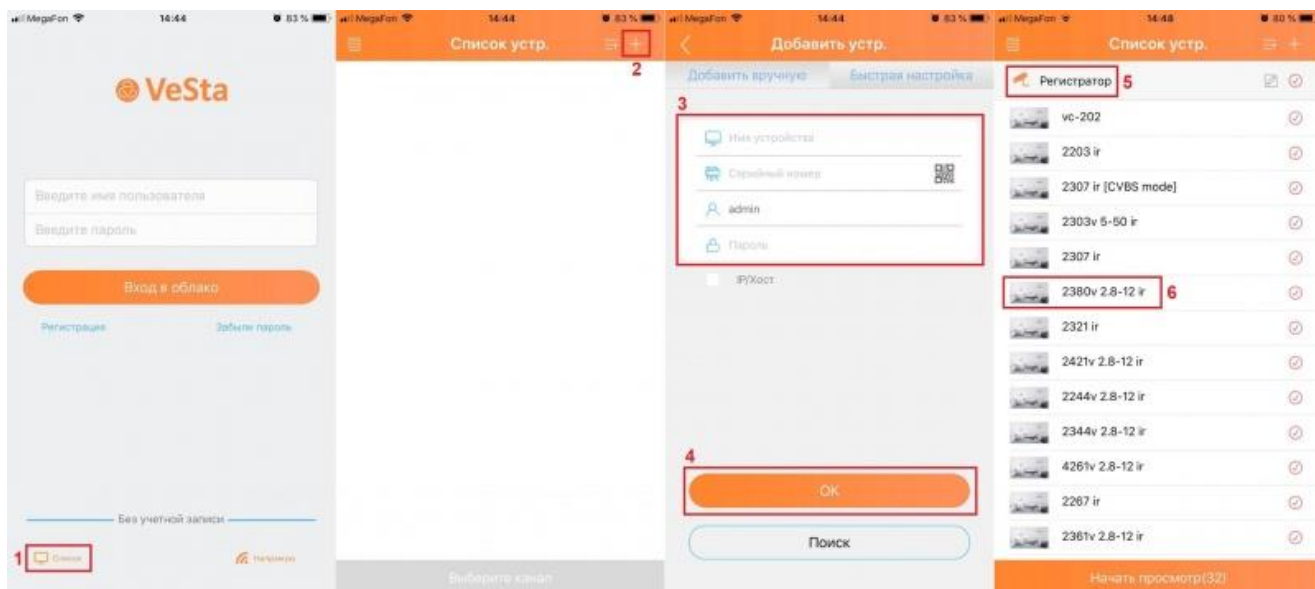 MegaFon 14:44 83 %
VeSta
Введите имя пользователя
Введите пароль
Вход в облако
Регистрация Забыли пароль
Без учетной записи
1 Список Напрямую
MegaFon 14:44 83 %
Список устр.
2
Выберите канал
MegaFon 14:44 83 %
Добавить устр.
Добавить вручную Быстрая настройка
3
Имя устройства
Серийный номер
admin
Пароль
IP/Хост
4
OK
Поиск
MegaFon 14:48 80 %
Список устр.
Регистратор 5
vc-202
2203 ir
2307 ir [CVBS mode]
2303v 5-50 ir
2307 ir
2380v 2.8-12 ir 6
2321 ir
2421v 2.8-12 ir
2244v 2.8-12 ir
2344v 2.8-12 ir
4261v 2.8-12 ir
2267 ir
2361v 2.8-12 ir
Начать просмотр(32)